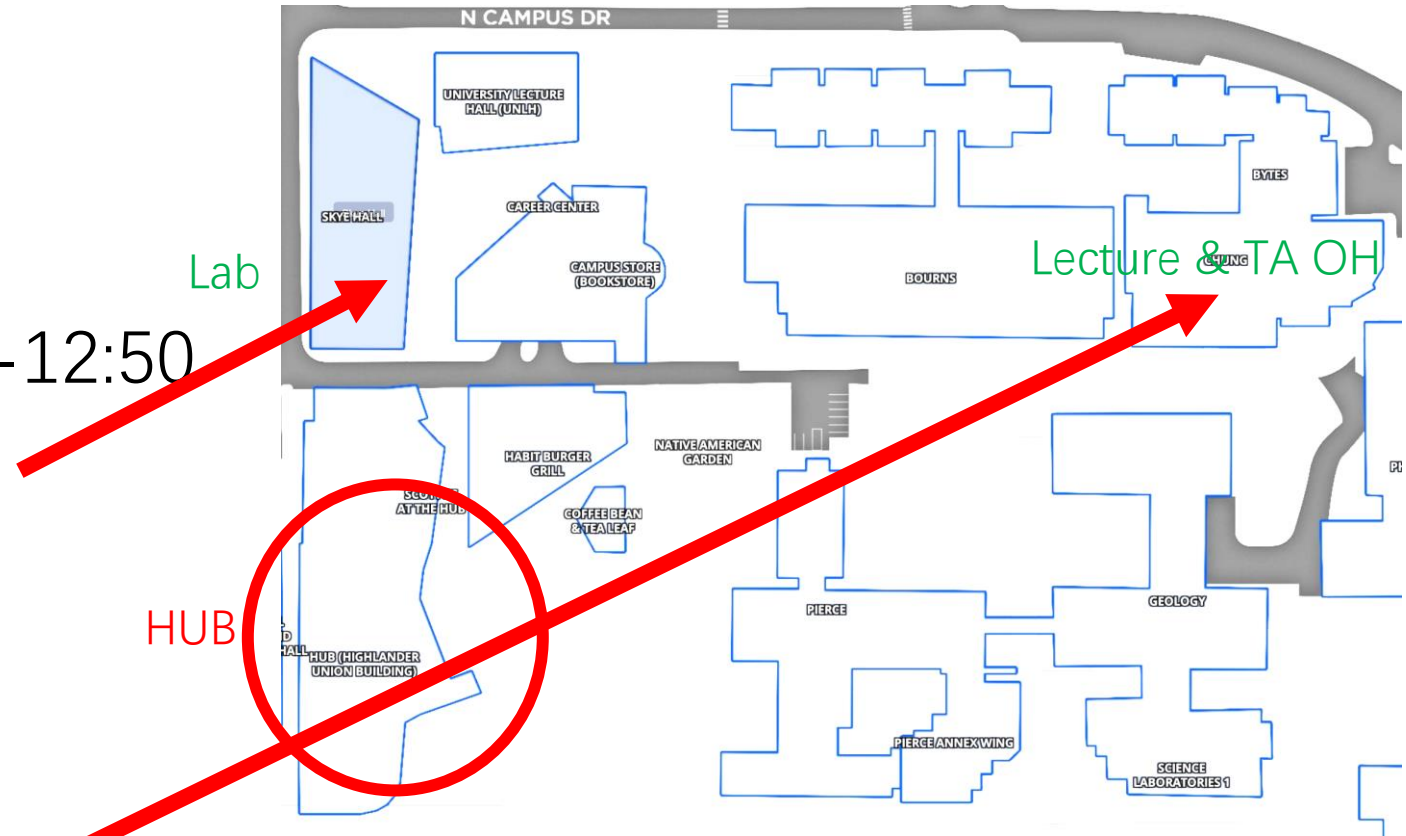 N CAMPUS DR
UNIVERSITY LECTURE
HALL (UNLH)
BYTES
SKYE HALL
CAREER CENTER
Lab
CAMPUS STORE
(BOOKSTORE)
BOURNS
Lecture & TA OH
CHUNG
-12:50
HABIT BURGER
GRILL
NATIVE AMERICAN
GARDEN
AT THE HUB
COFFEE BEAN
& TEA LEAF
PIERCE
GEOLOGY
HUB
HUB (HIGHLANDER
UNION BUILDING)
PIERCE ANNEX WING
SCIENCE
LABORATORIES 1